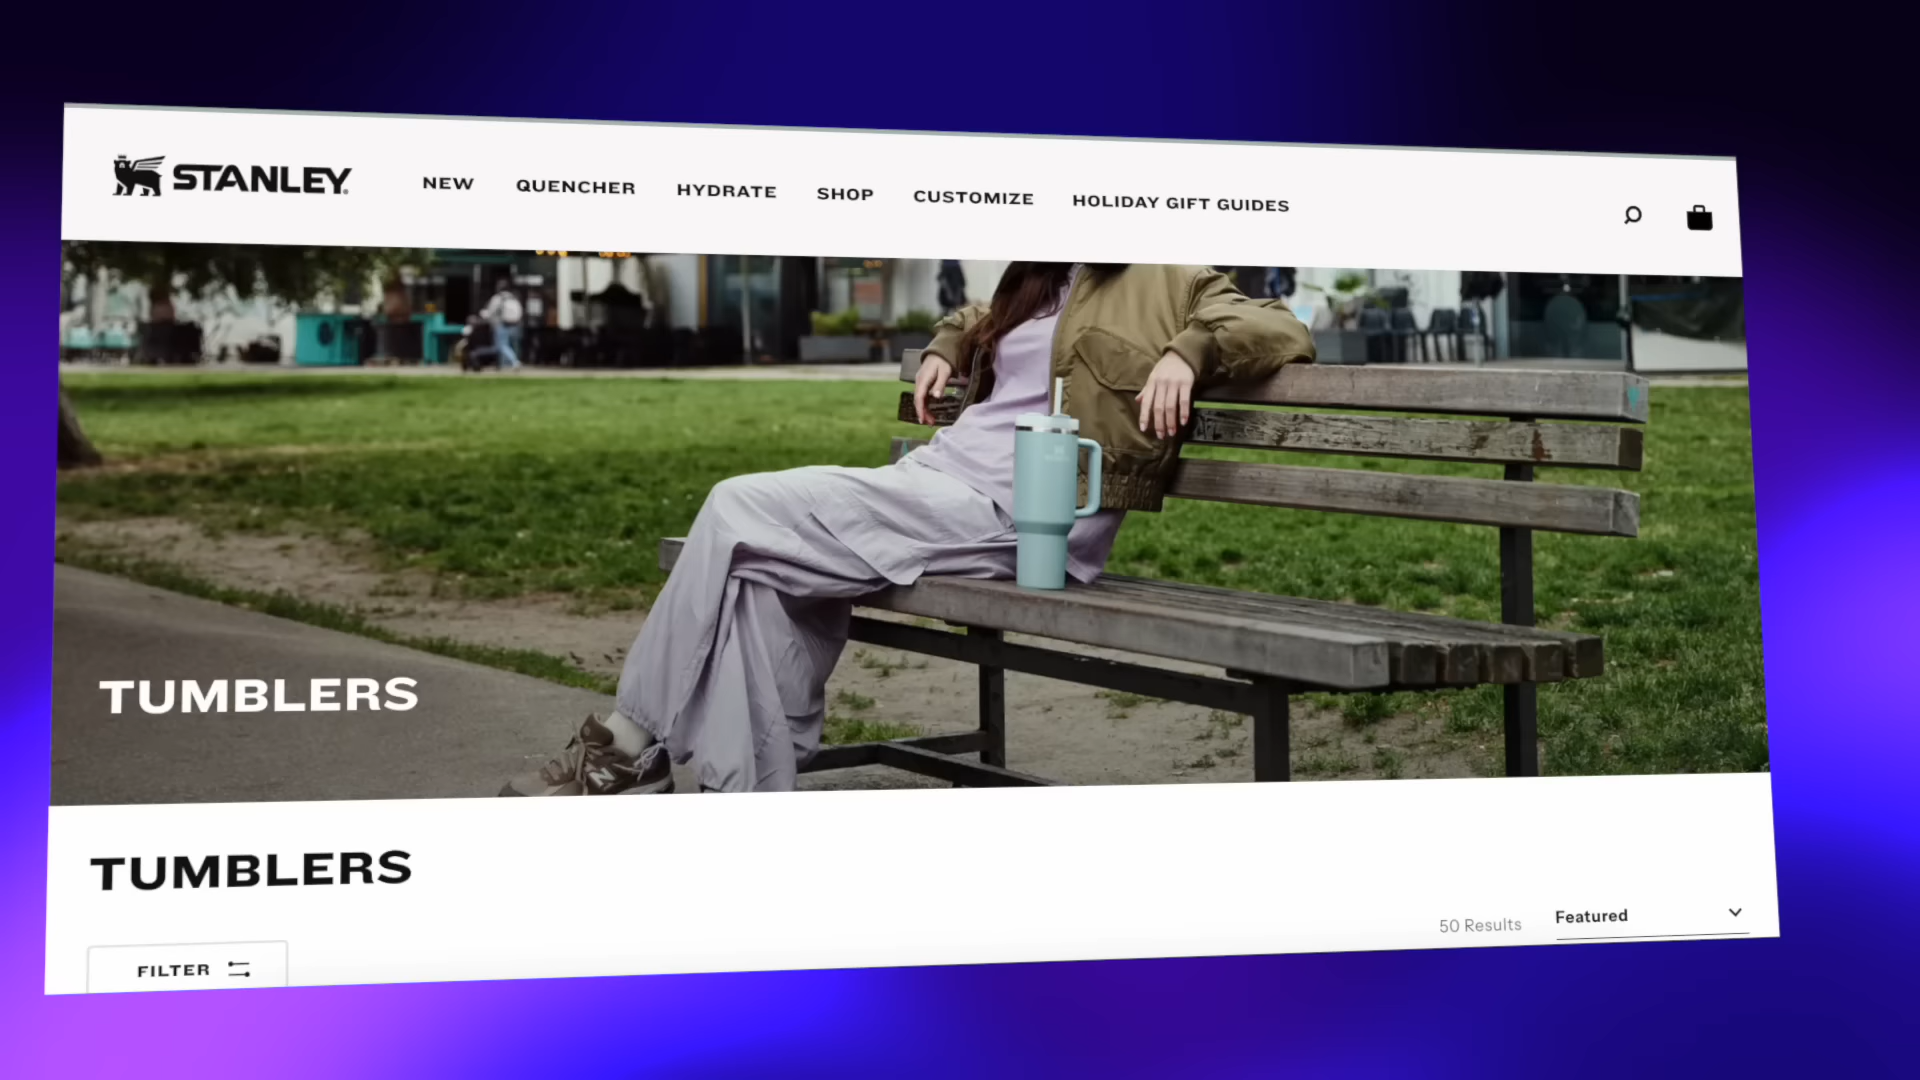 STANLEY
NEW QUENCHER HYDRATE SHOP CUSTOMIZE HOLIDAY GIFT GUIDES
TUMBLERS
TUMBLERS
50 Results Featured
FILTER